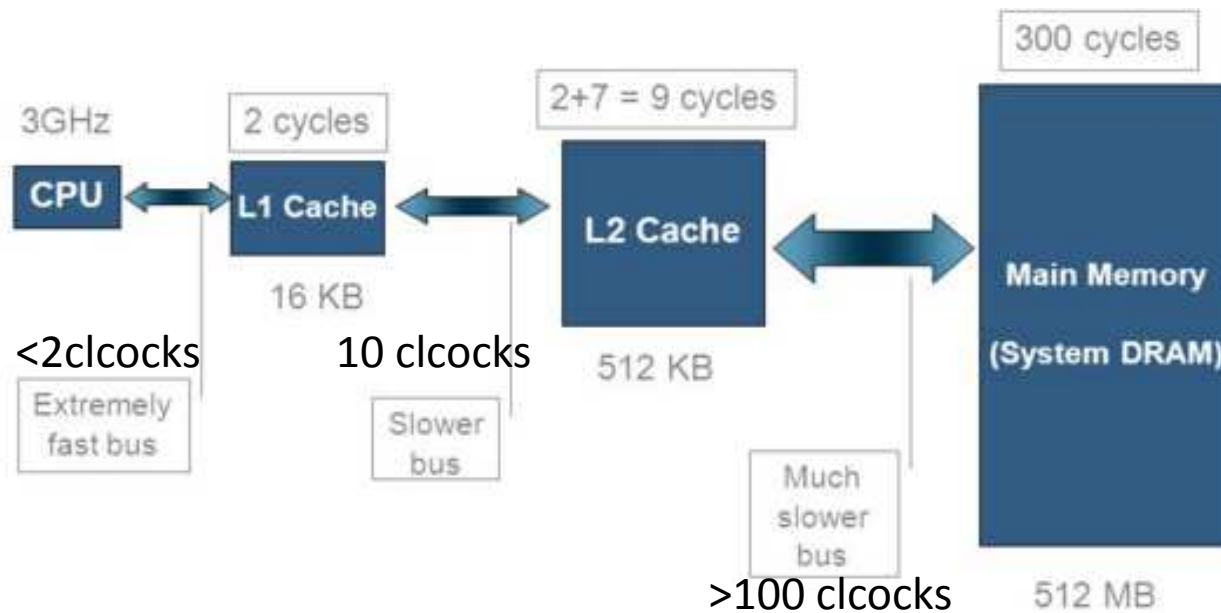 300 cycles
2+7 = 9 cycles
3GHz
2 cycles
CPU
L1 Cache
L2 Cache
Main Memory
(System DRAM)
16 KB
<2clcocks
10 clcocks
512 KB
Extremely
fast bus
Slower
bus
Much
slower
bus
>100 clcocks
512 MB